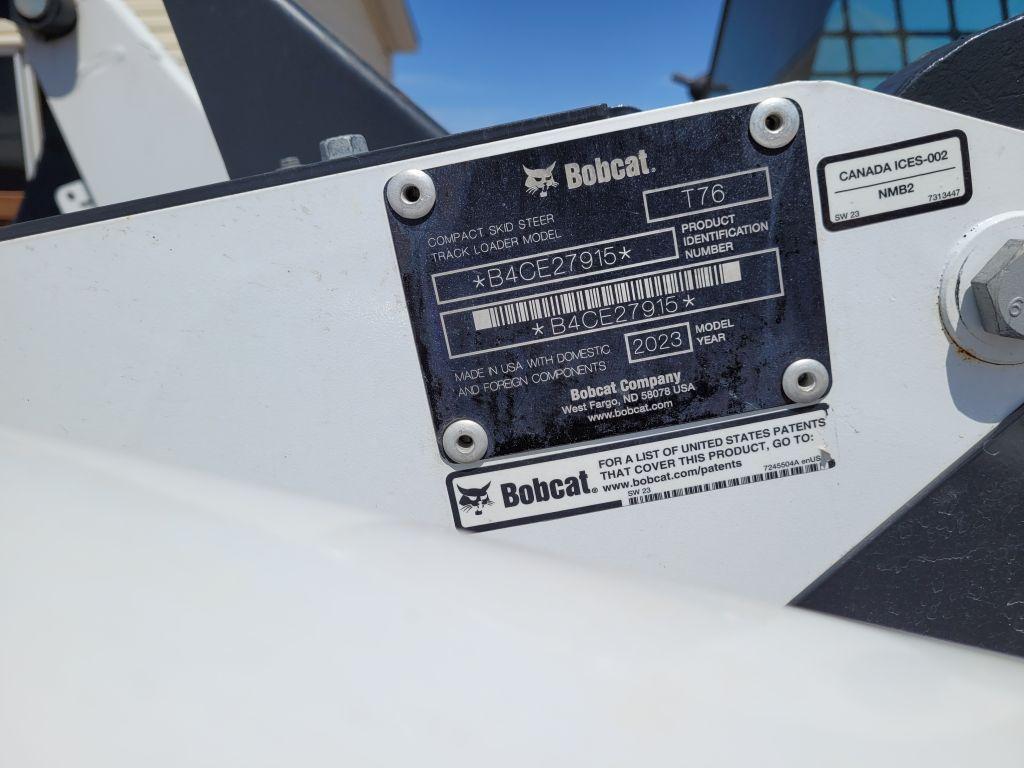 Bobcat.
COMPACT SKID STEER
TRACK LOADER MODEL
T76
*B4CE27915*
PRODUCT
IDENTIFICATION
NUMBER
*B4CE27915*
MADE IN USA WITH DOMESTIC
AND FOREIGN COMPONENTS
2023
MODEL
YEAR
Bobcat Company
West Fargo, ND 58078 USA
www.bobcat.com
CANADA ICES-002
NMB2
SW 23
7313447
Bobcat®
FOR A LIST OF UNITED STATES PATENTS
THAT COVER THIS PRODUCT, GO TO:
www.bobcat.com/patents
7245504A enUS
SW 23